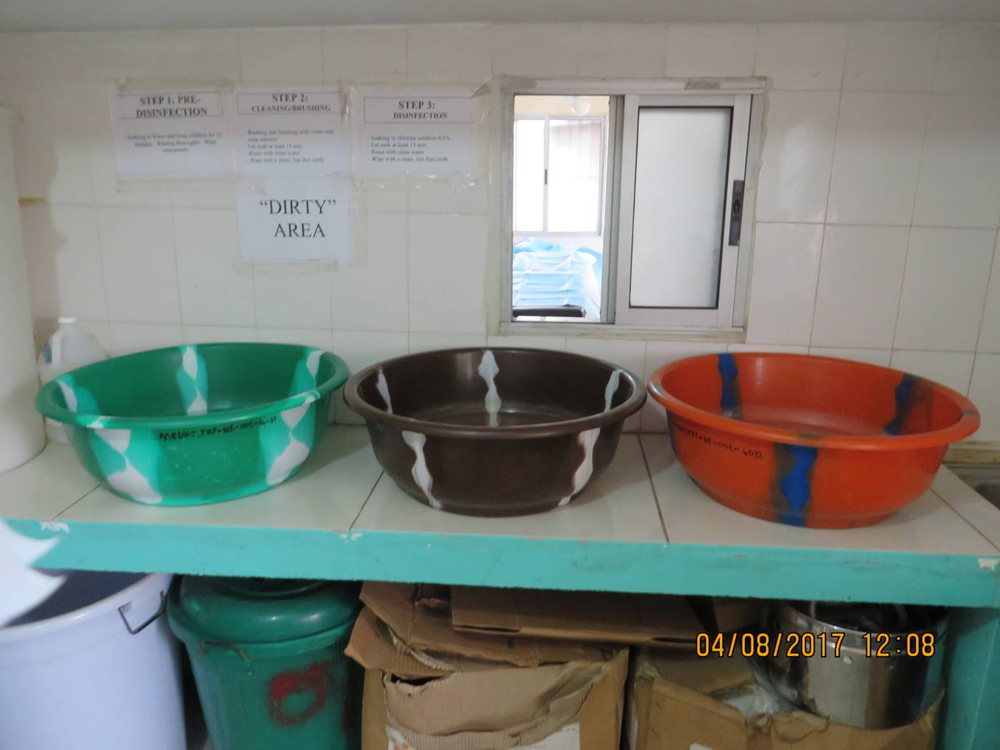 STEP 1: PRE-
DISINFECTION
Soaking in Water and Soap solution for 15
minutes. Rinsing thoroughly. Wipe
instruments
STEP 2:
CLEANING/BRUSHING
- Washing and brushing with water and
soap solution
- Let soak at least 15 min
- Rinse with clean water
- Wipe with a clean, lint-free cloth
STEP 3:
DISINFECTION
- Soaking in chlorine solution 0,1%
- Let soak at least 15 min
- Rinse with clean water
- Wipe with a clean, lint-free cloth
“DIRTY”
AREA
04/08/2017 12:08